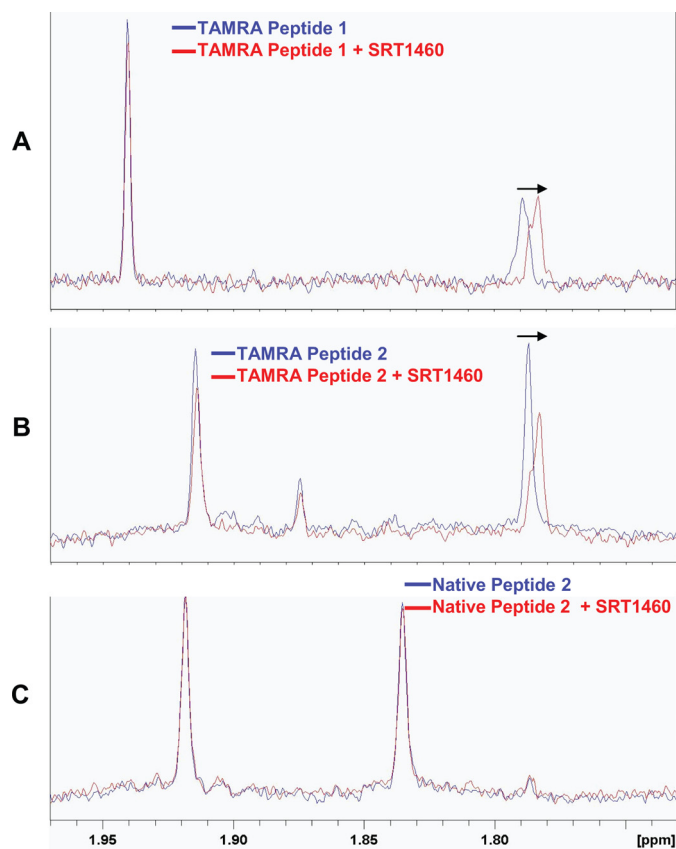 TAMRA Peptide 1
TAMRA Peptide 1 + SRT1460
A
TAMRA Peptide 2
TAMRA Peptide 2 + SRT1460
B
Native Peptide 2
Native Peptide 2 + SRT1460
C
1.95 1.90 1.85 1.80 [ppm]